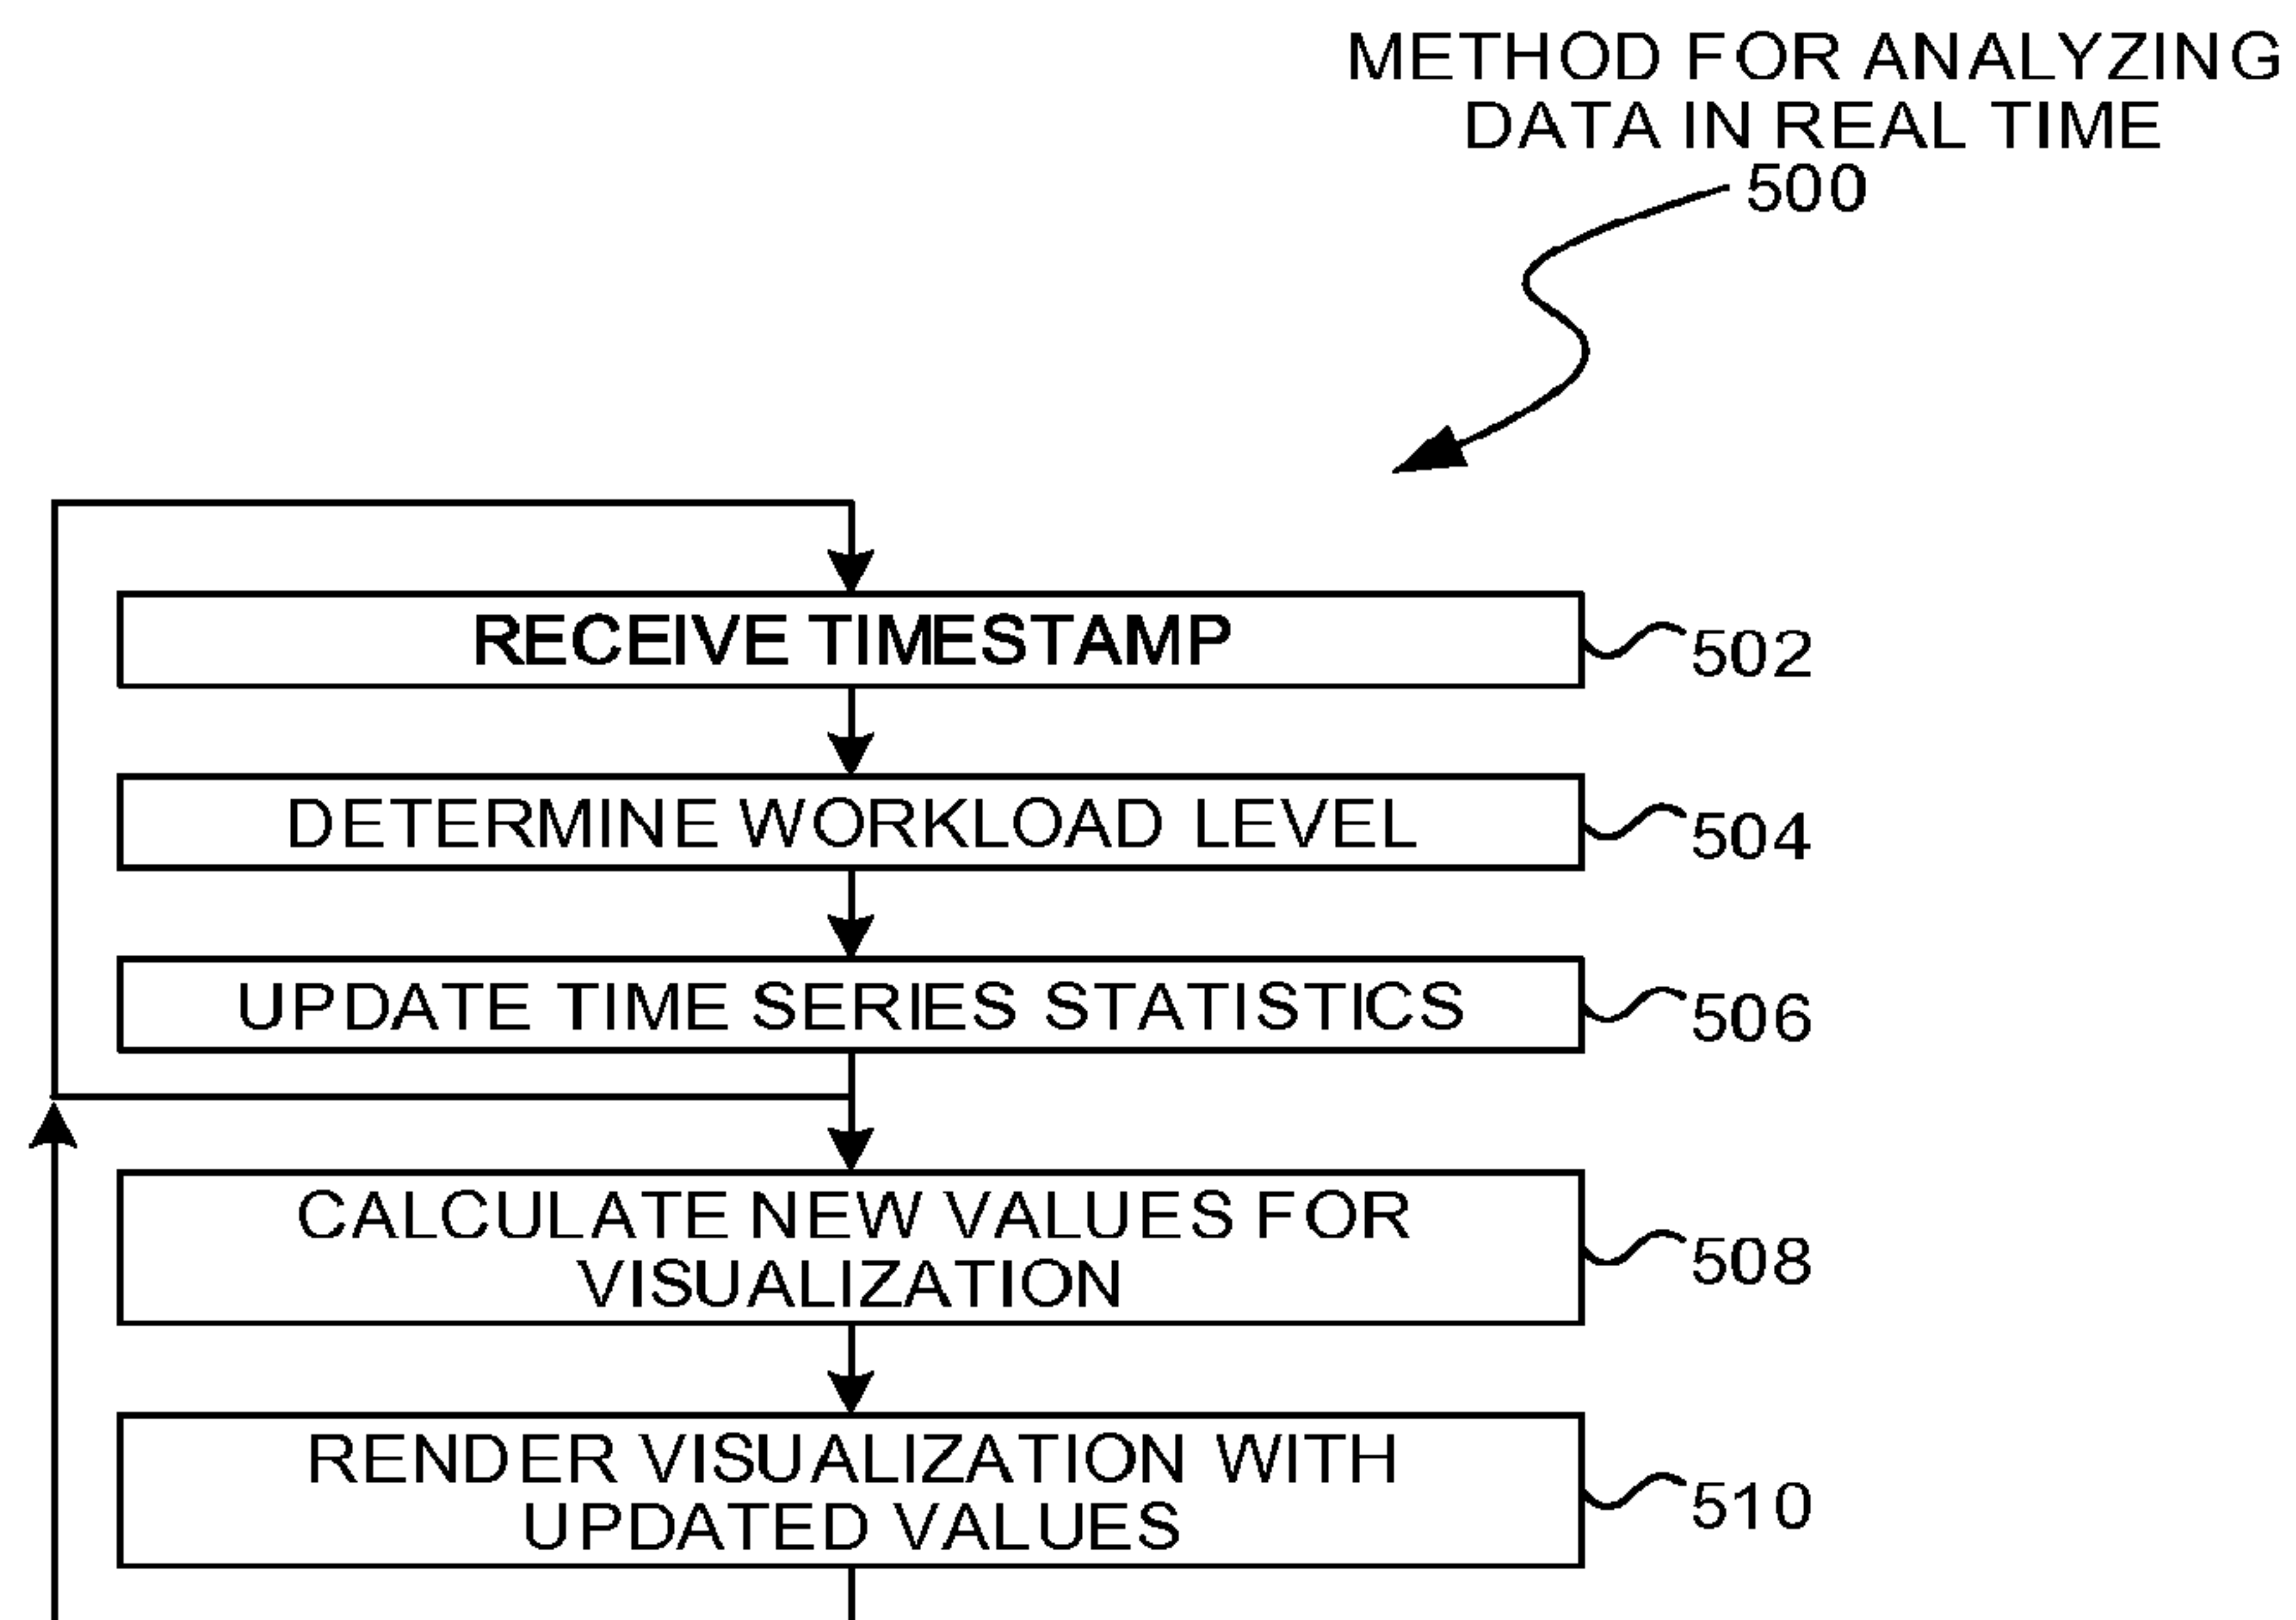 METHOD FOR ANALYZING
DATA IN REAL TIME
500
RECEIVE TIMESTAMP
502
DETERMINE WORKLOAD LEVEL
504
UPDATE TIME SERIES STATISTICS
506
CALCULATE NEW VALUES FOR
VISUALIZATION
508
RENDER VISUALIZATION WITH
UPDATED VALUES
510